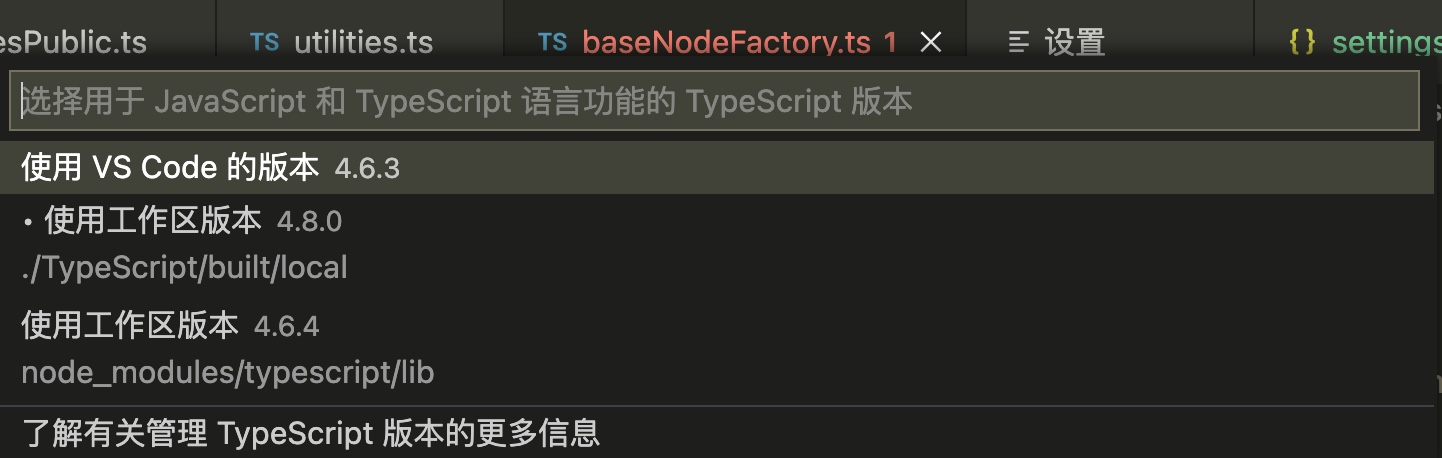 esPublic.ts TS utilities.ts TS baseNodeFactory.ts 1 设置 {} settings
选择用于 JavaScript 和 TypeScript 语言功能的 TypeScript 版本
使用 VS Code 的版本 4.6.3
• 使用工作区版本 4.8.0
./TypeScript/built/local
使用工作区版本 4.6.4
node_modules/typescript/lib
了解有关管理 TypeScript 版本的更多信息